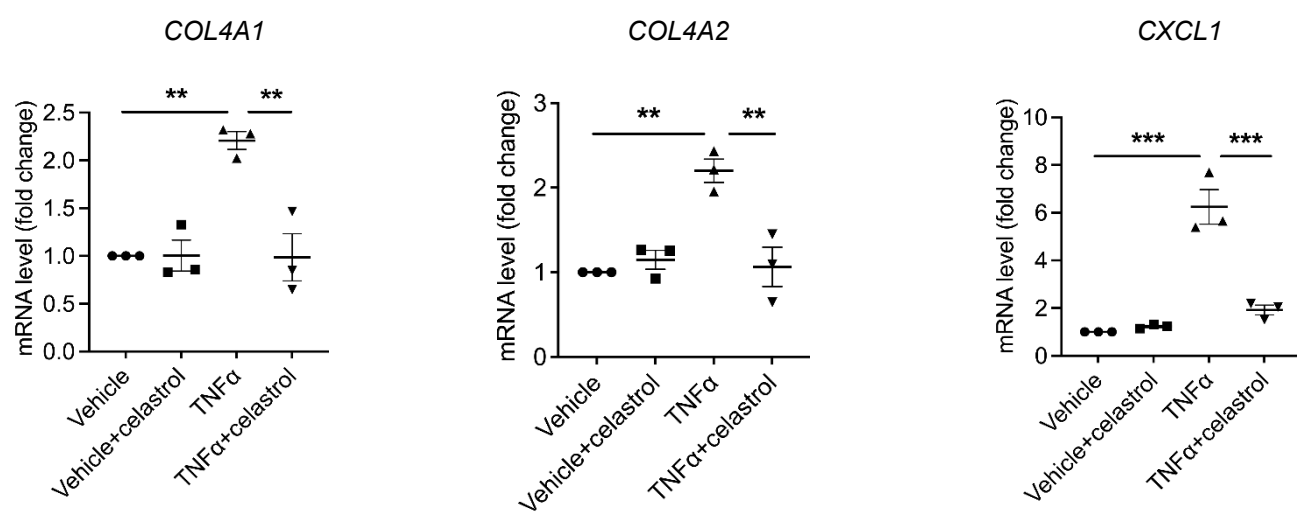 COL4A1
mRNA level (fold change)
2.5
2.0
1.5
1.0
0.5
0.0
**
**
Vehicle
Vehicle+celastrol
TNFα
TNFα+celastrol
COL4A2
mRNA level (fold change)
3
2
1
0
**
**
Vehicle
Vehicle+celastrol
TNFα
TNFα+celastrol
CXCL1
mRNA level (fold change)
10
8
6
4
2
0
***
***
Vehicle
Vehicle+celastrol
TNFα
TNFα+celastrol